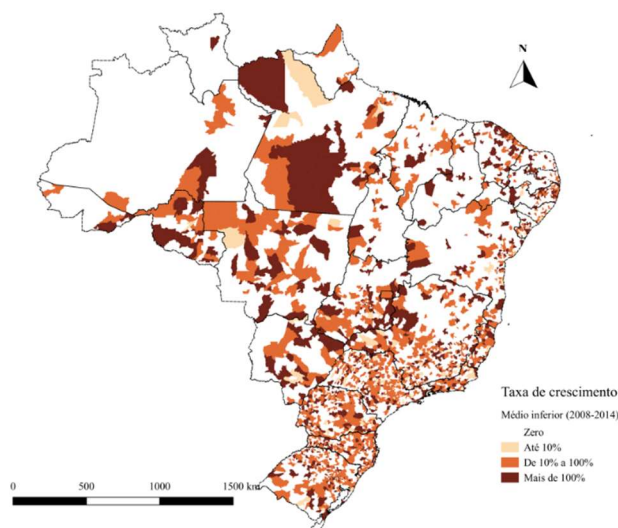 N
Taxa de crescimento
Médio inferior (2008-2014)
Zero
Até 10%
De 10% a 100%
Mais de 100%
0 500 1000 1500 km